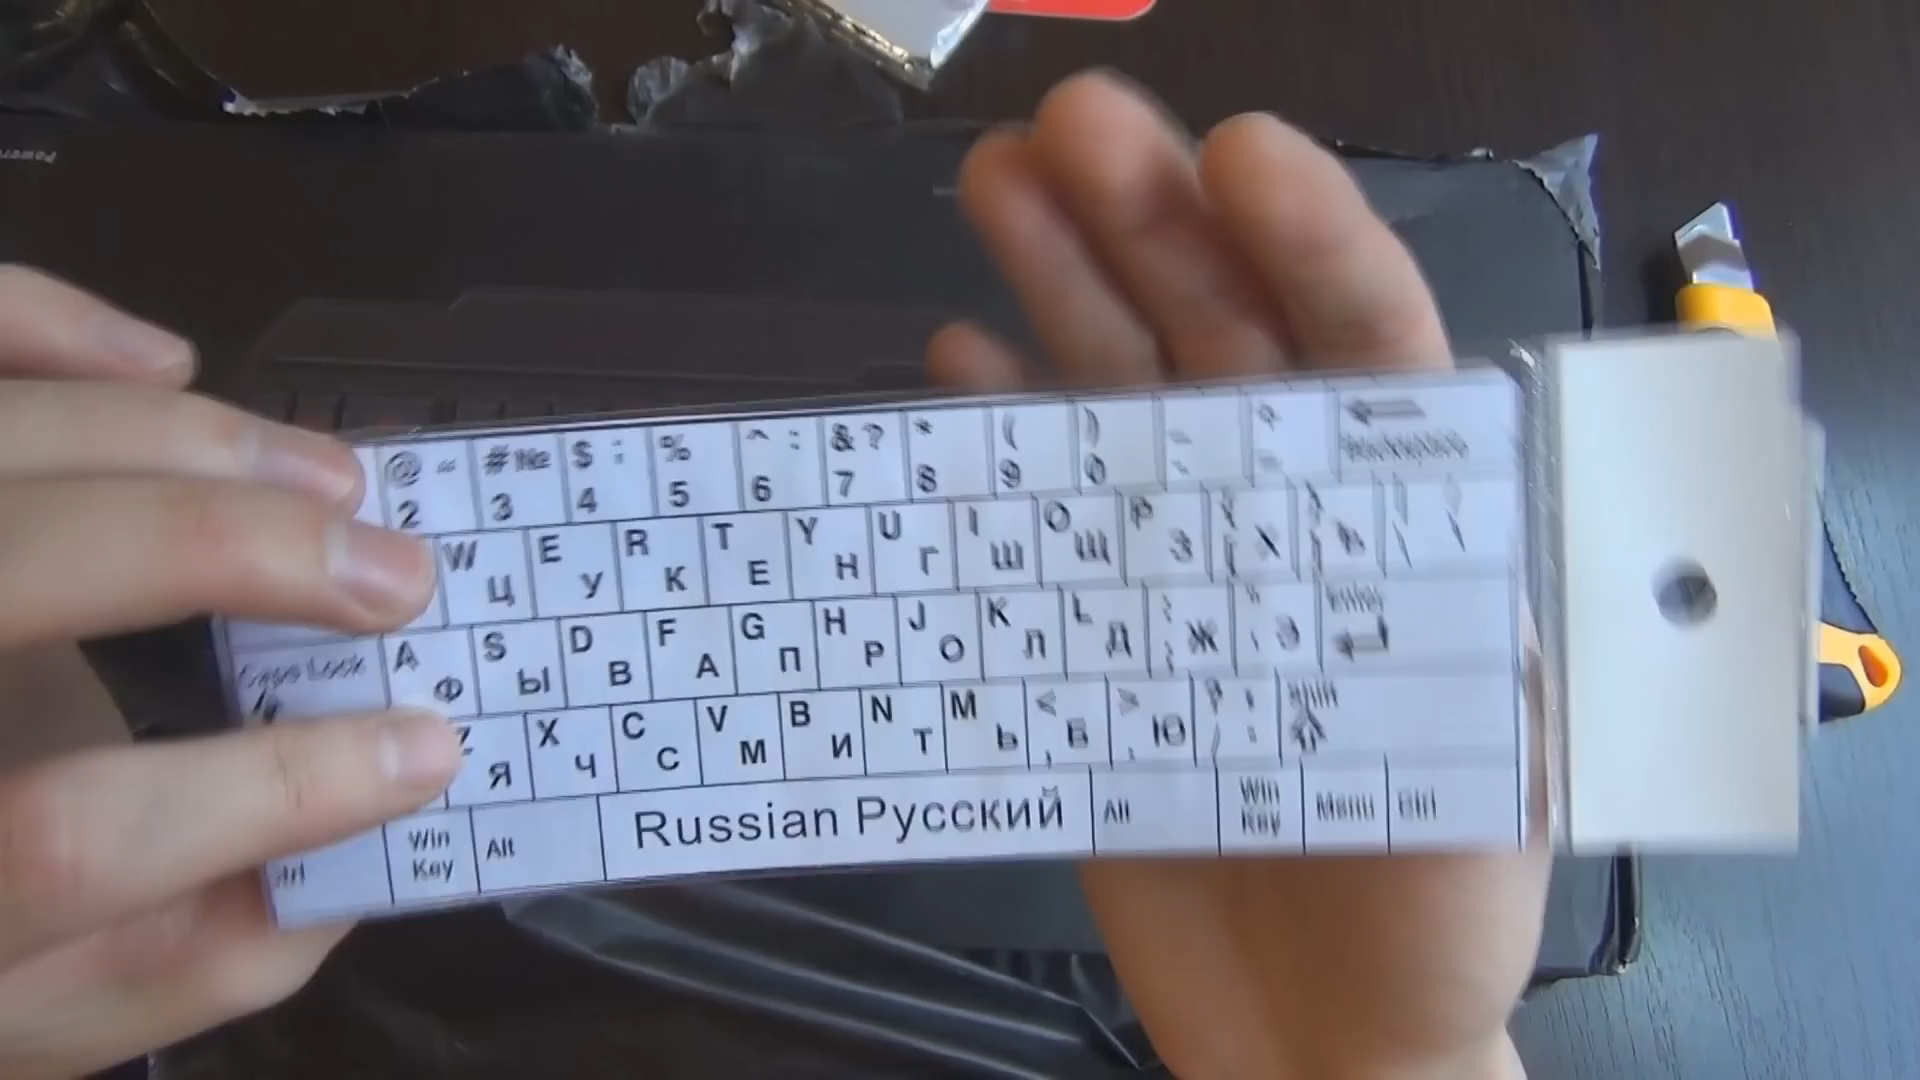 Power
@ " # № $ : % ^ : & ? * ( )
2 3 4 5 6 7 8 9 0
W E R T Y U I O P
Ц У К Е Н Г Ш Щ З Х Ъ
Caps Lock A S D F G H J K L ;
Ф Ы В А П Р О Л Д Ж Э
Z X C V B N M < >
Я Ч С М И Т Ь , Б . Ю
Win Key Alt Russian Русский Alt Win Key Menu